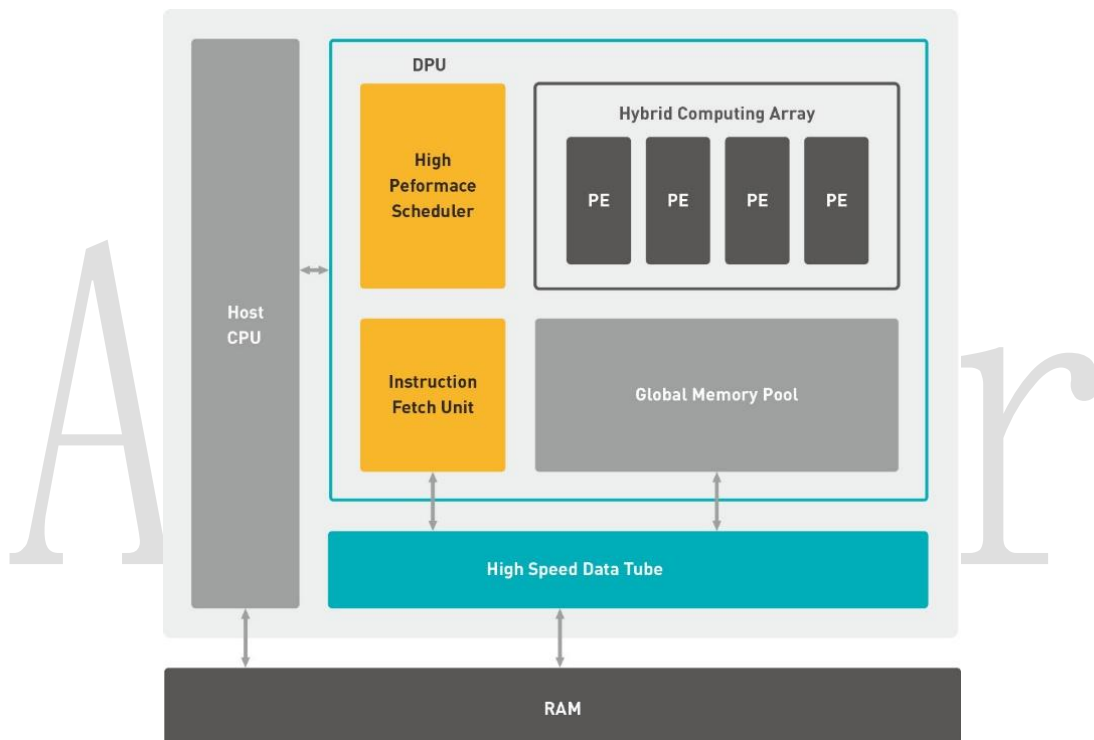 DPU
High
Peformace
Scheduler
Hybrid Computing Array
PE PE PE PE
Host
CPU
Instruction
Fetch Unit
Global Memory Pool
High Speed Data Tube
RAM
A
r